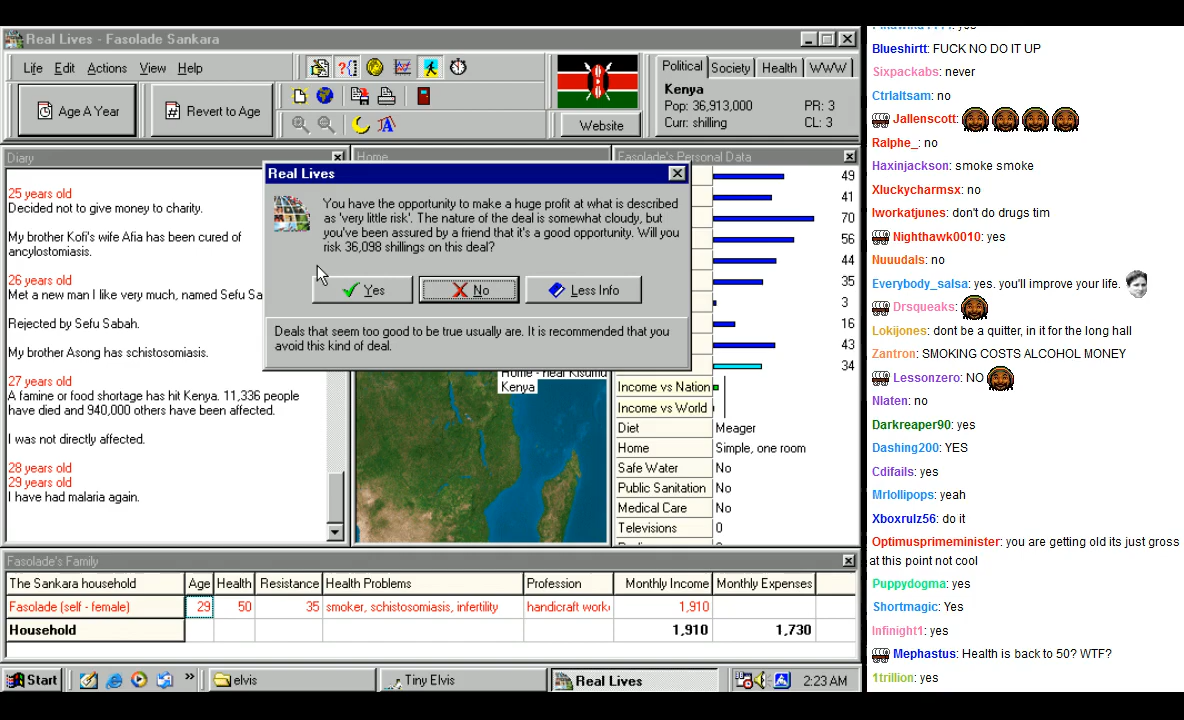 Real Lives - Fasolade Sankara
Life Edit Actions View Help
Age A Year
Revert to Age
Website
Political Society Health WWW
Kenya
Pop: 36,913,000 PR: 3
Curr: shilling CL: 3
Diary
25 years old
Decided not to give money to charity.
My brother Kofi's wife Afia has been cured of
ancylostomiasis.
26 years old
Met a new man I like very much, named Sefu Sa
Rejected by Sefu Sabah.
My brother Asong has schistosomiasis.
27 years old
A famine or food shortage has hit Kenya. 11,336 people
have died and 940,000 others have been affected.
I was not directly affected.
28 years old
29 years old
I have had malaria again.
Home
Real Lives
You have the opportunity to make a huge profit at what is described
as 'very little risk'. The nature of the deal is somewhat cloudy, but
you've been assured by a friend that it's a good opportunity. Will you
risk 36,098 shillings on this deal?
Yes
No
Less Info
Deals that seem too good to be true usually are. It is recommended that you
avoid this kind of deal.
Home - near Kisumu
Kenya
Fasolade's Personal Data
49
41
70
56
44
35
3
16
43
34
Income vs Nation
Income vs World
Diet Meager
Home Simple, one room
Safe Water No
Public Sanitation No
Medical Care No
Televisions 0
Fasolade's Family
The Sankara household Age Health Resistance Health Problems Profession Monthly Income Monthly Expenses
Fasolade (self - female) 29 50 35 smoker, schistosomiasis, infertility handicraft work 1,910
Household 1,910 1,730
Start
elvis
Tiny Elvis
Real Lives
2:23 AM
Blueshirtt: FUCK NO DO IT UP
Sixpackabs: never
Ctrlaltsam: no
Jallenscott:
Ralphe_: no
Haxinjackson: smoke smoke
Xluckycharmsx: no
Iworkatjunes: don't do drugs tim
Nighthawk0010: yes
Nuuudals: no
Everybody_salsa: yes. you'll improve your life.
Drsqueaks:
Lokijones: dont be a quitter, in it for the long hall
Zantron: SMOKING COSTS ALCOHOL MONEY
Lessonzero: NO
Nlaten: no
Darkreaper90: yes
Dashing200: YES
Cdifails: yes
Mrlollipops: yeah
Xboxrulz56: do it
Optimusprimeminister: you are getting old its just gross
at this point not cool
Puppydogma: yes
Shortmagic: Yes
Infinight1: yes
Mephastus: Health is back to 50? WTF?
1trillion: yes